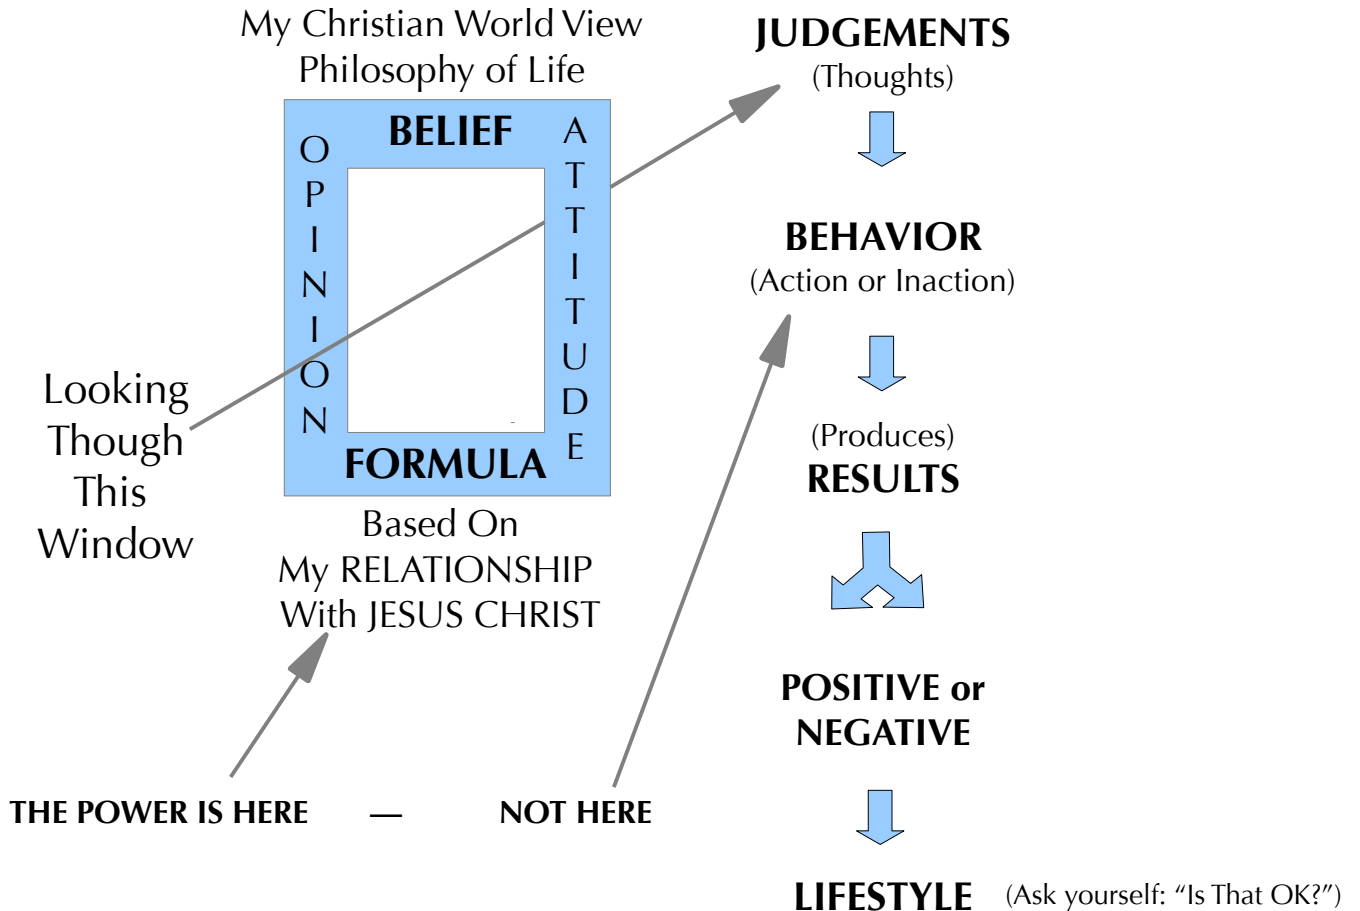 My Christian World View
Philosophy of Life
BELIEF
OPINION
ATTITUDE
FORMULA
Looking
Though
This
Window
Based On
My RELATIONSHIP
With JESUS CHRIST
THE POWER IS HERE — NOT HERE
JUDGEMENTS
(Thoughts)
BEHAVIOR
(Action or Inaction)
(Produces)
RESULTS
POSITIVE or
NEGATIVE
LIFESTYLE (Ask yourself: “Is That OK?”)